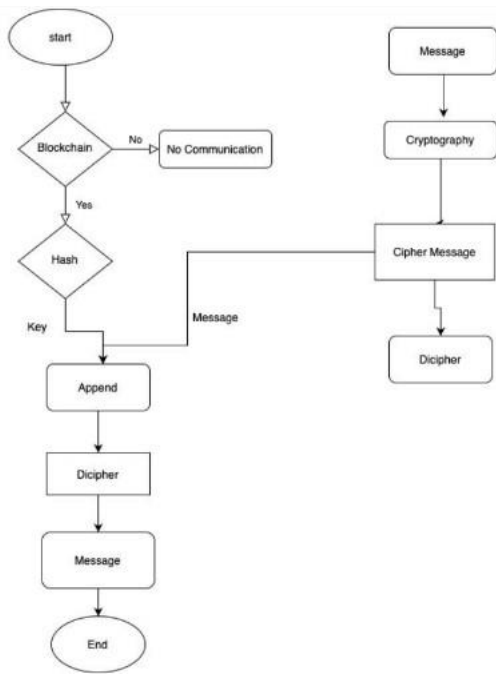 start
Message
Blockchain
No
No Communication
Cryptography
Yes
Hash
Cipher Message
Key
Message
Append
Dicipher
Dicipher
Message
End